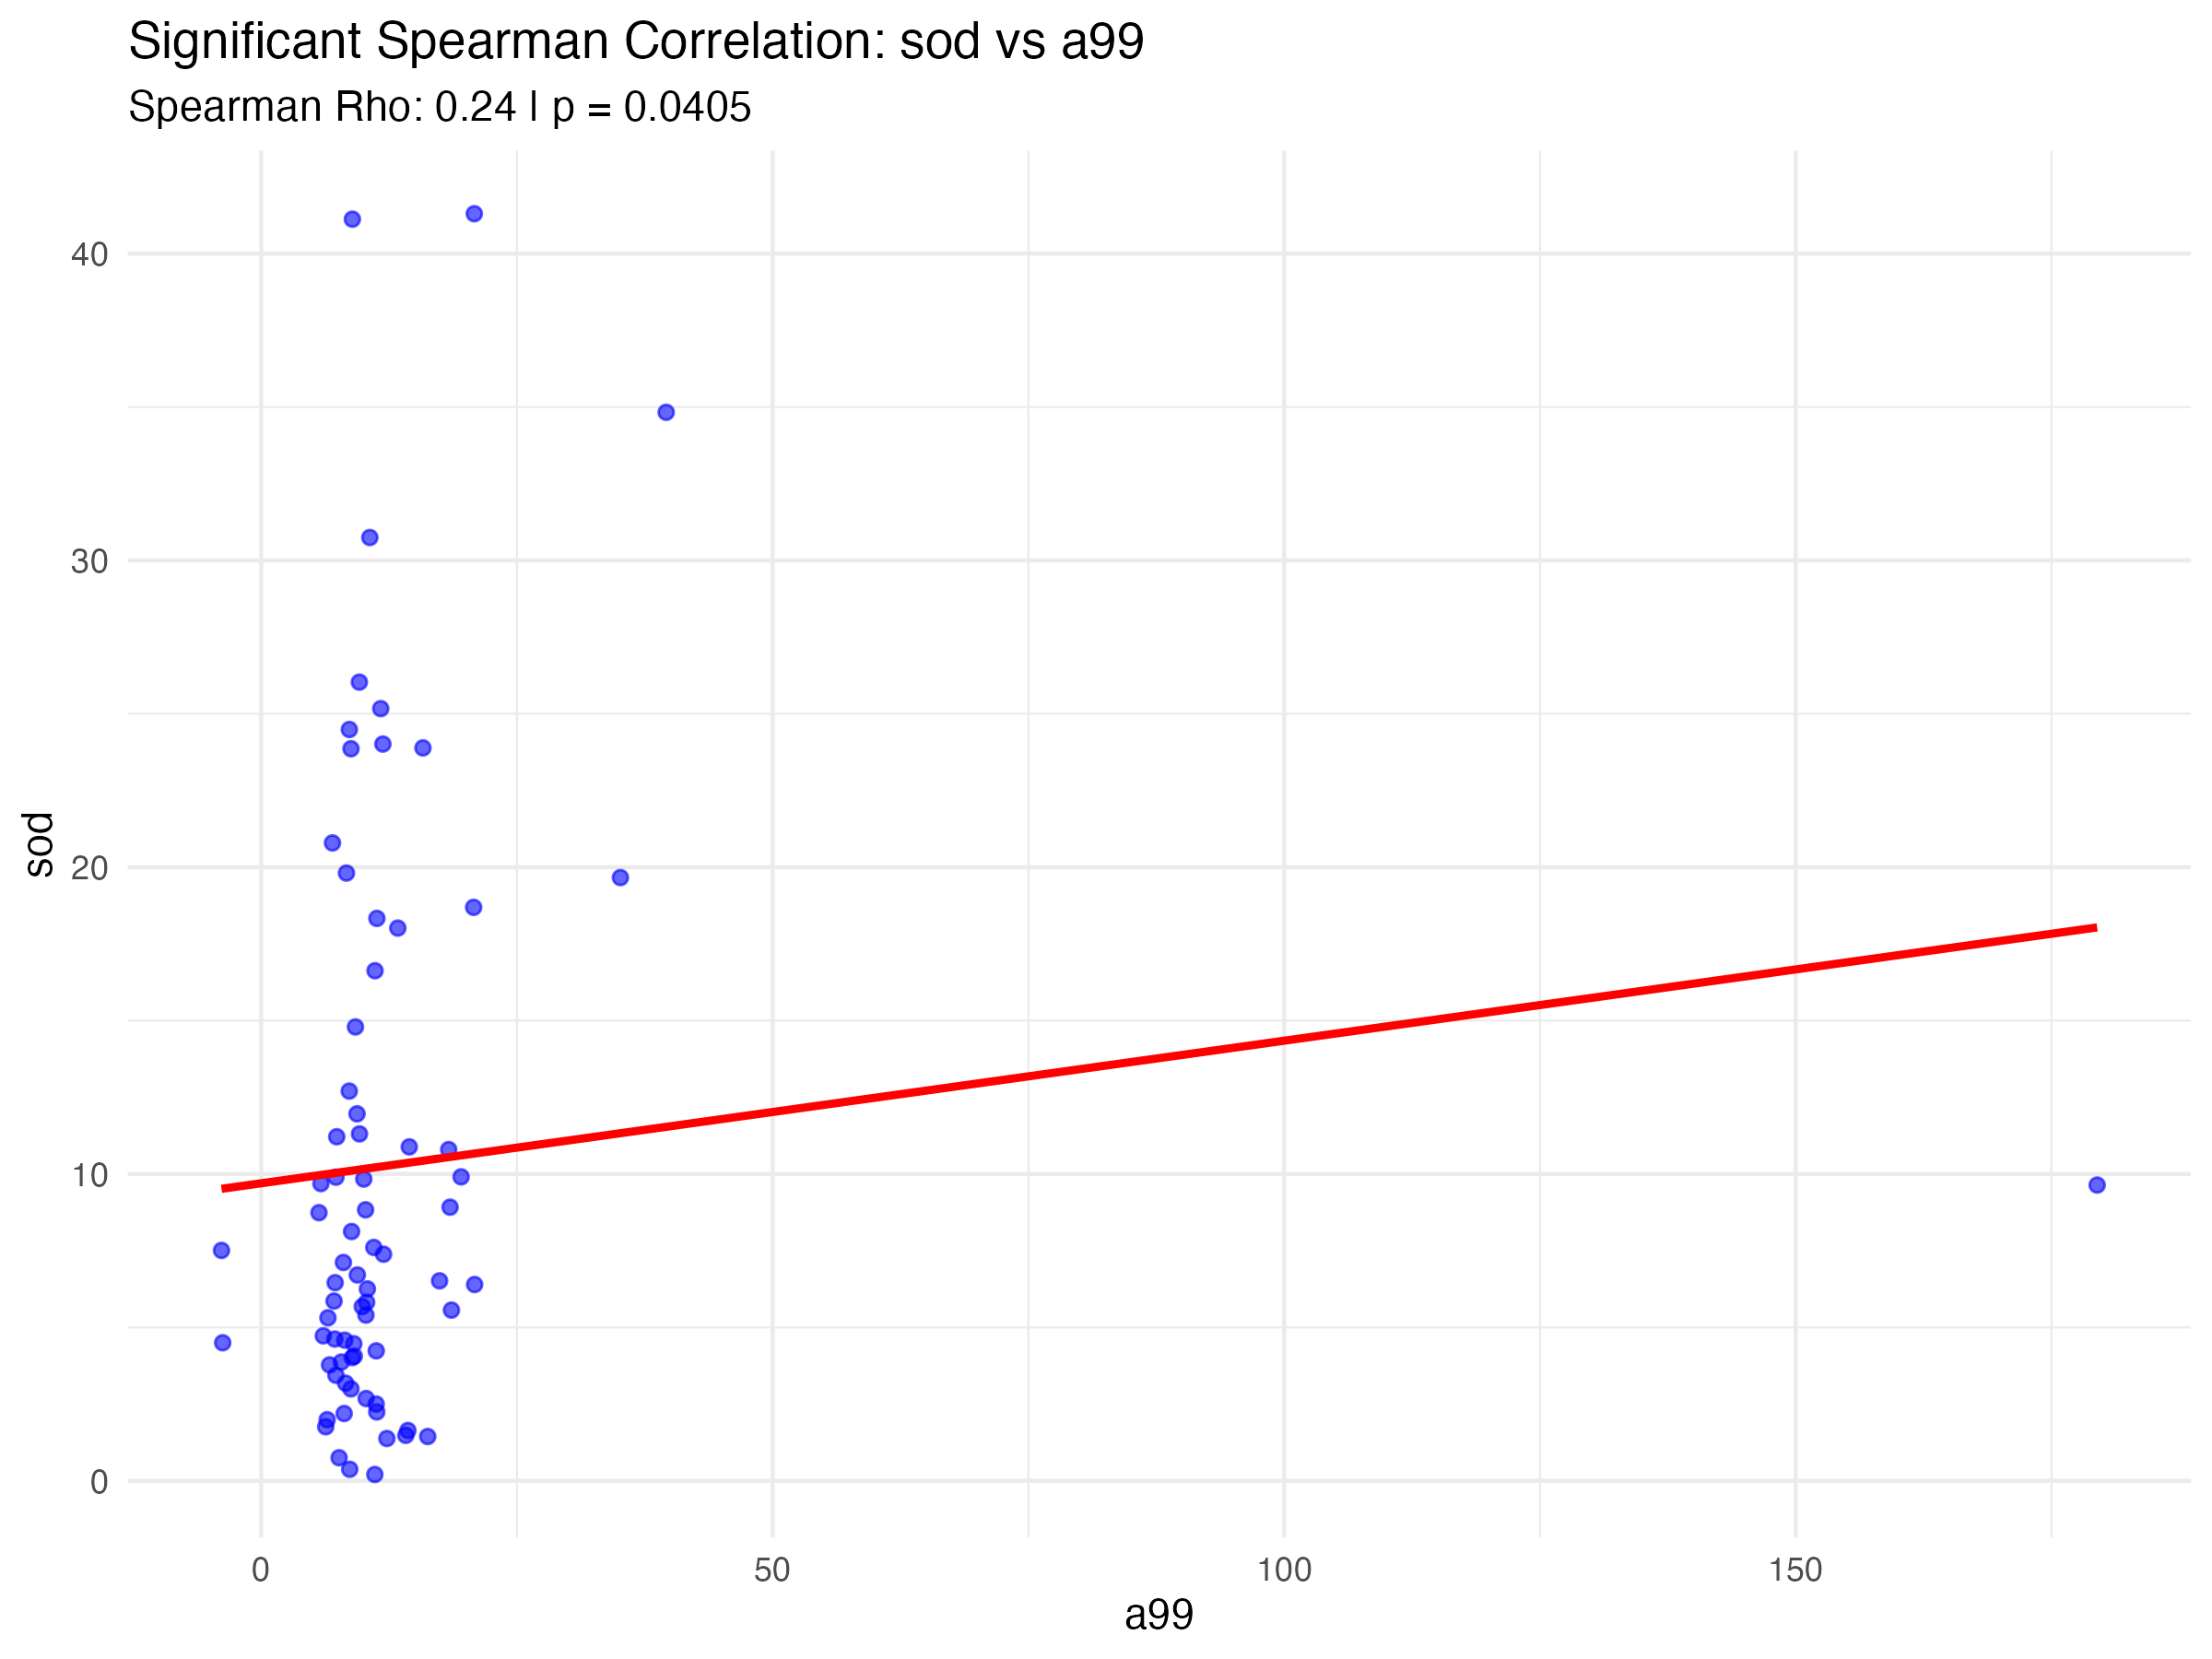 Significant Spearman Correlation: sod vs a99
Spearman Rho: 0.24 | p = 0.0405
40
30
20
10
0
sod
0 50 100 150
a99